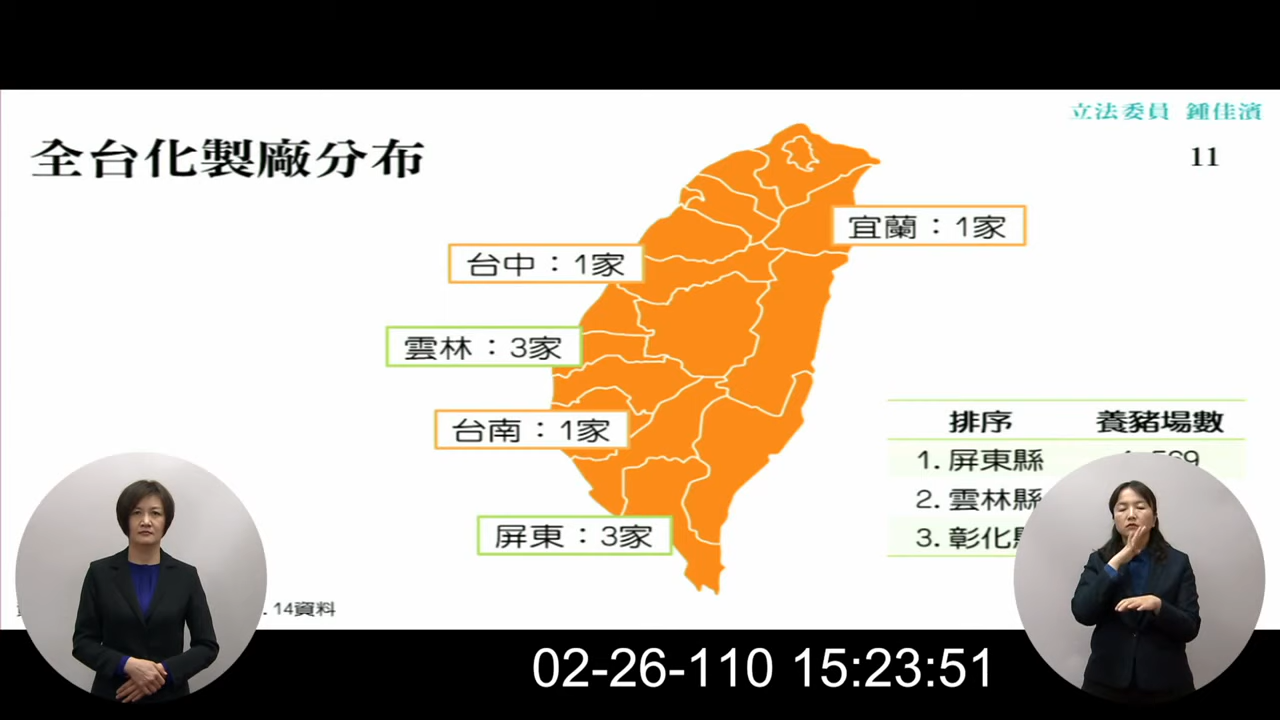 立法委員 鍾佳濱
全台化製廠分布
11
宜蘭：1家
台中：1家
雲林：3家
台南：1家
屏東：3家
排序 養豬場數
1. 屏東縣
2. 雲林縣
3. 彰化
14資料
02-26-110 15:23:51